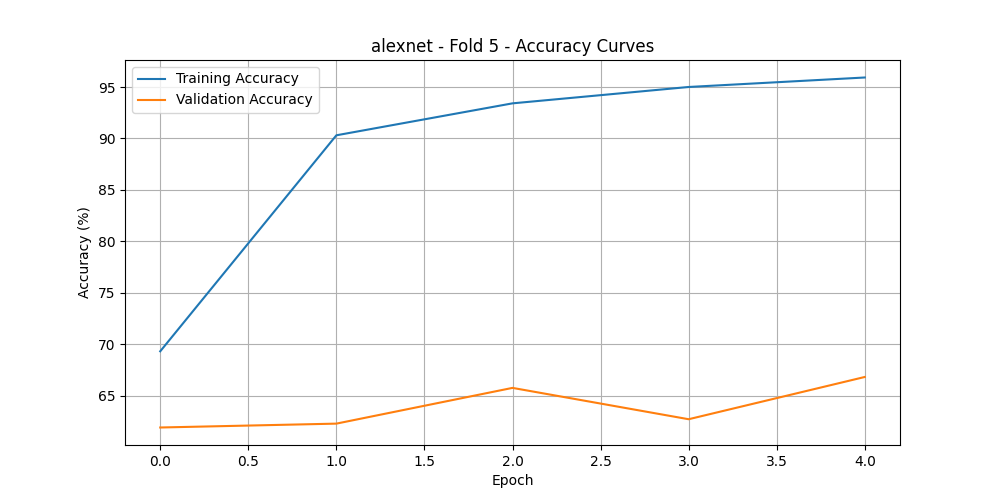 alexnet - Fold 5 - Accuracy Curves
Training Accuracy
Validation Accuracy
Accuracy (%)
95
90
85
80
75
70
65
0.0 0.5 1.0 1.5 2.0 2.5 3.0 3.5 4.0
Epoch